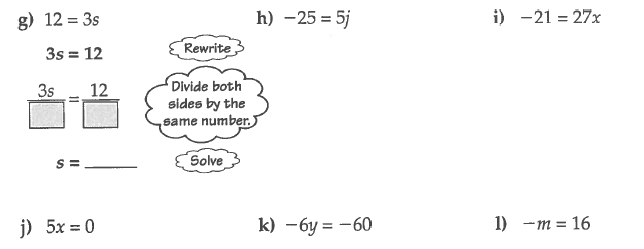 g) 12 = 3s
3s = 12
Rewrite
3s = 12
Divide both
sides by the
same number.
s = ______
Solve
h) −25 = 5j
i) −21 = 27x
j) 5x = 0
k) −6y = −60
l) −m = 16